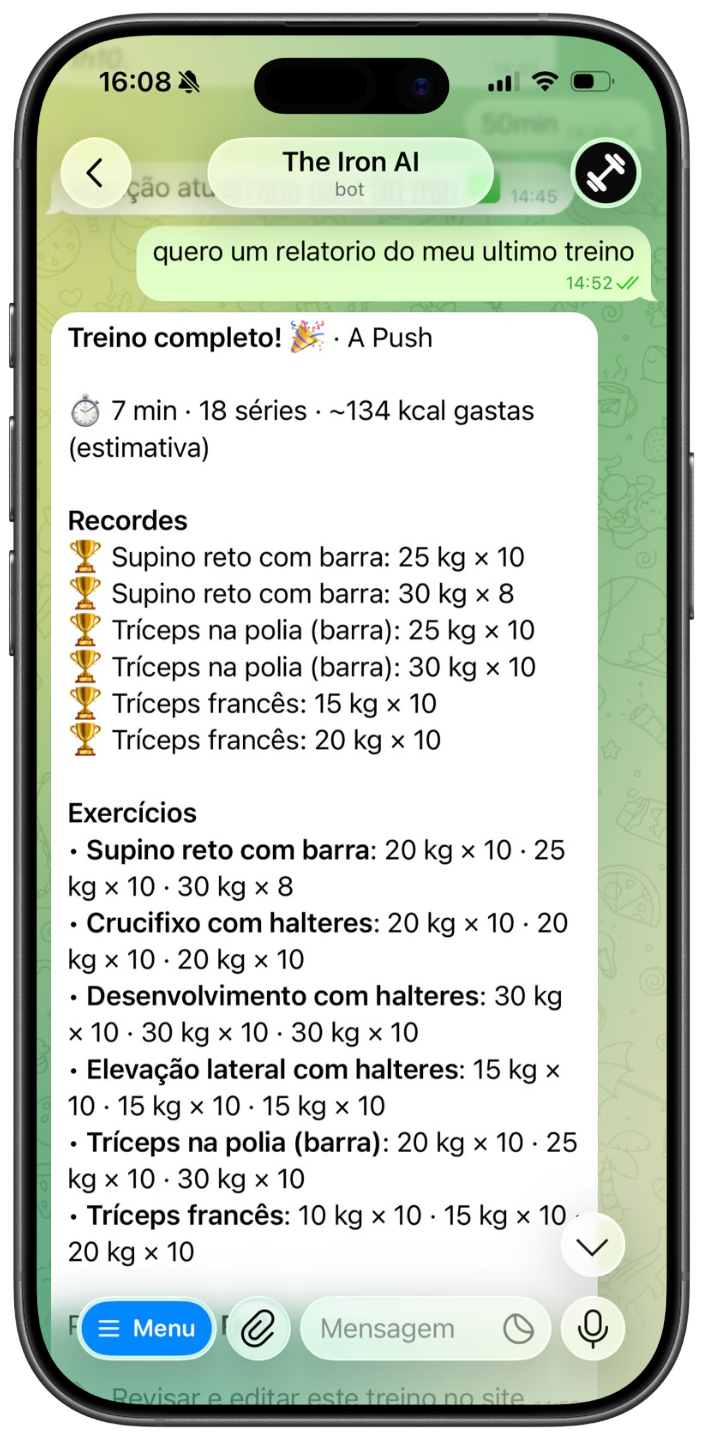 16:08
The Iron AI
bot
50min
ção atu
14:45
quero um relatorio do meu ultimo treino
14:52
Treino completo! 🎉 · A Push
⏱️ 7 min · 18 séries · ~134 kcal gastas
(estimativa)
Recordes
🏆 Supino reto com barra: 25 kg × 10
🏆 Supino reto com barra: 30 kg × 8
🏆 Tríceps na polia (barra): 25 kg × 10
🏆 Tríceps na polia (barra): 30 kg × 10
🏆 Tríceps francês: 15 kg × 10
🏆 Tríceps francês: 20 kg × 10
Exercícios
• Supino reto com barra: 20 kg × 10 · 25
kg × 10 · 30 kg × 8
• Crucifixo com halteres: 20 kg × 10 · 20
kg × 10 · 20 kg × 10
• Desenvolvimento com halteres: 30 kg
× 10 · 30 kg × 10 · 30 kg × 10
• Elevação lateral com halteres: 15 kg ×
10 · 15 kg × 10 · 15 kg × 10
• Tríceps na polia (barra): 20 kg × 10 · 25
kg × 10 · 30 kg × 10
• Tríceps francês: 10 kg × 10 · 15 kg × 10 ·
20 kg × 10
Menu
Mensagem
Revisar e editar este treino no site